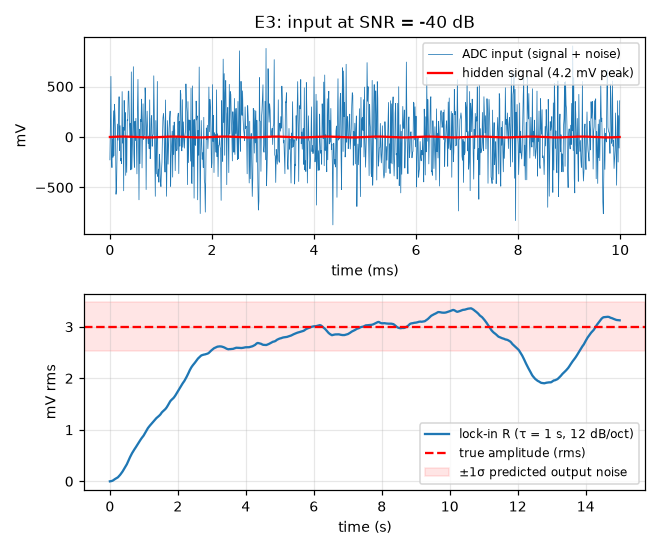 E3: input at SNR = -40 dB
ADC input (signal + noise)
hidden signal (4.2 mV peak)
500
0
−500
mV
0 2 4 6 8 10
time (ms)
3
2
1
0
mV rms
lock-in R (τ = 1 s, 12 dB/oct)
true amplitude (rms)
±1σ predicted output noise
0 2 4 6 8 10 12 14
time (s)